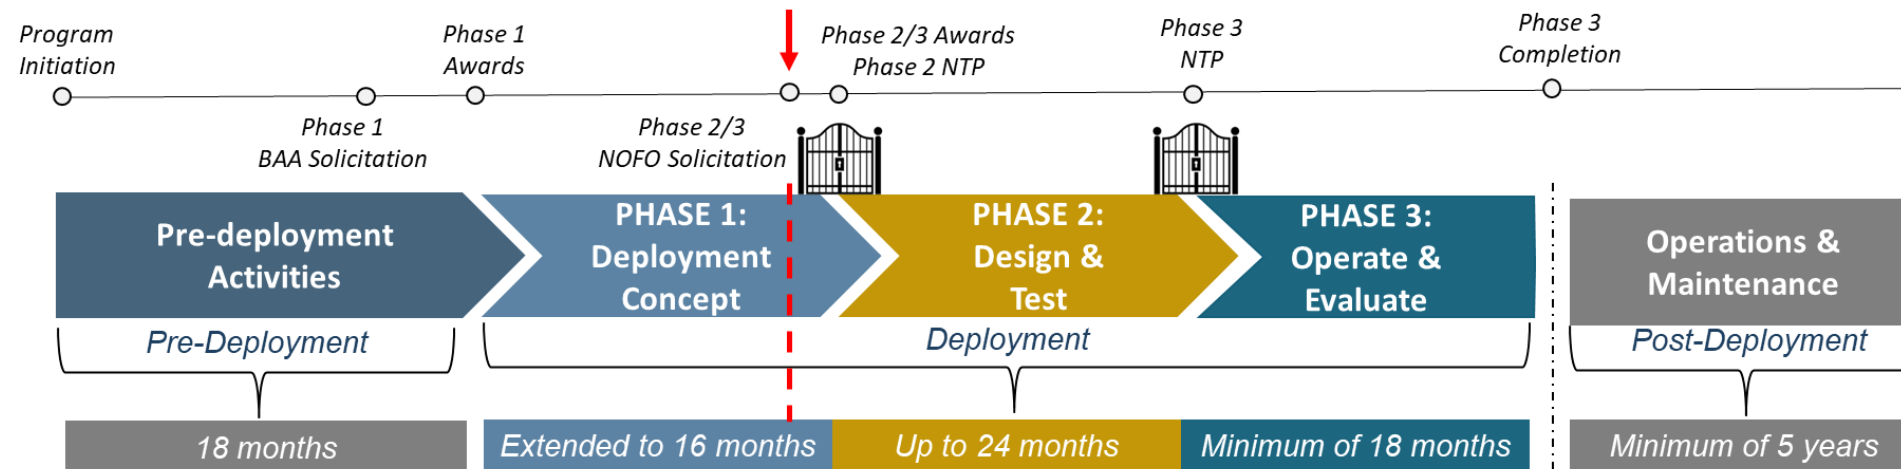 Program
Initiation
Phase 1
Awards
Phase 2/3 Awards
Phase 2 NTP
Phase 3
NTP
Phase 3
Completion
Phase 1
BAA Solicitation
Phase 2/3
NOFO Solicitation
Pre-deployment
Activities
PHASE 1:
Deployment
Concept
PHASE 2:
Design &
Test
PHASE 3:
Operate &
Evaluate
Operations &
Maintenance
Pre-Deployment
Deployment
Post-Deployment
18 months
Extended to 16 months
Up to 24 months
Minimum of 18 months
Minimum of 5 years